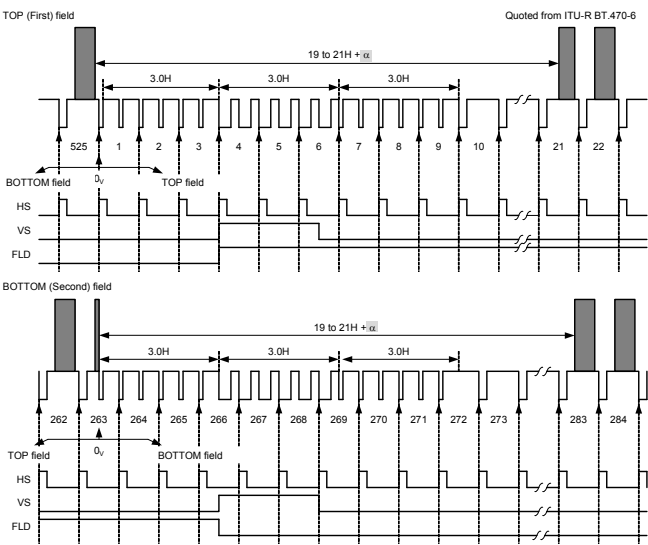 TOP (First) field
Quoted from ITU-R BT.470-6
19 to 21H + α
3.0H 3.0H 3.0H
525 1 2 3 4 5 6 7 8 9 10 21 22
BOTTOM field 0V TOP field
HS
VS
FLD
BOTTOM (Second) field
19 to 21H + α
3.0H 3.0H 3.0H
262 263 264 265 266 267 268 269 270 271 272 273 283 284
TOP field 0V BOTTOM field
HS
VS
FLD